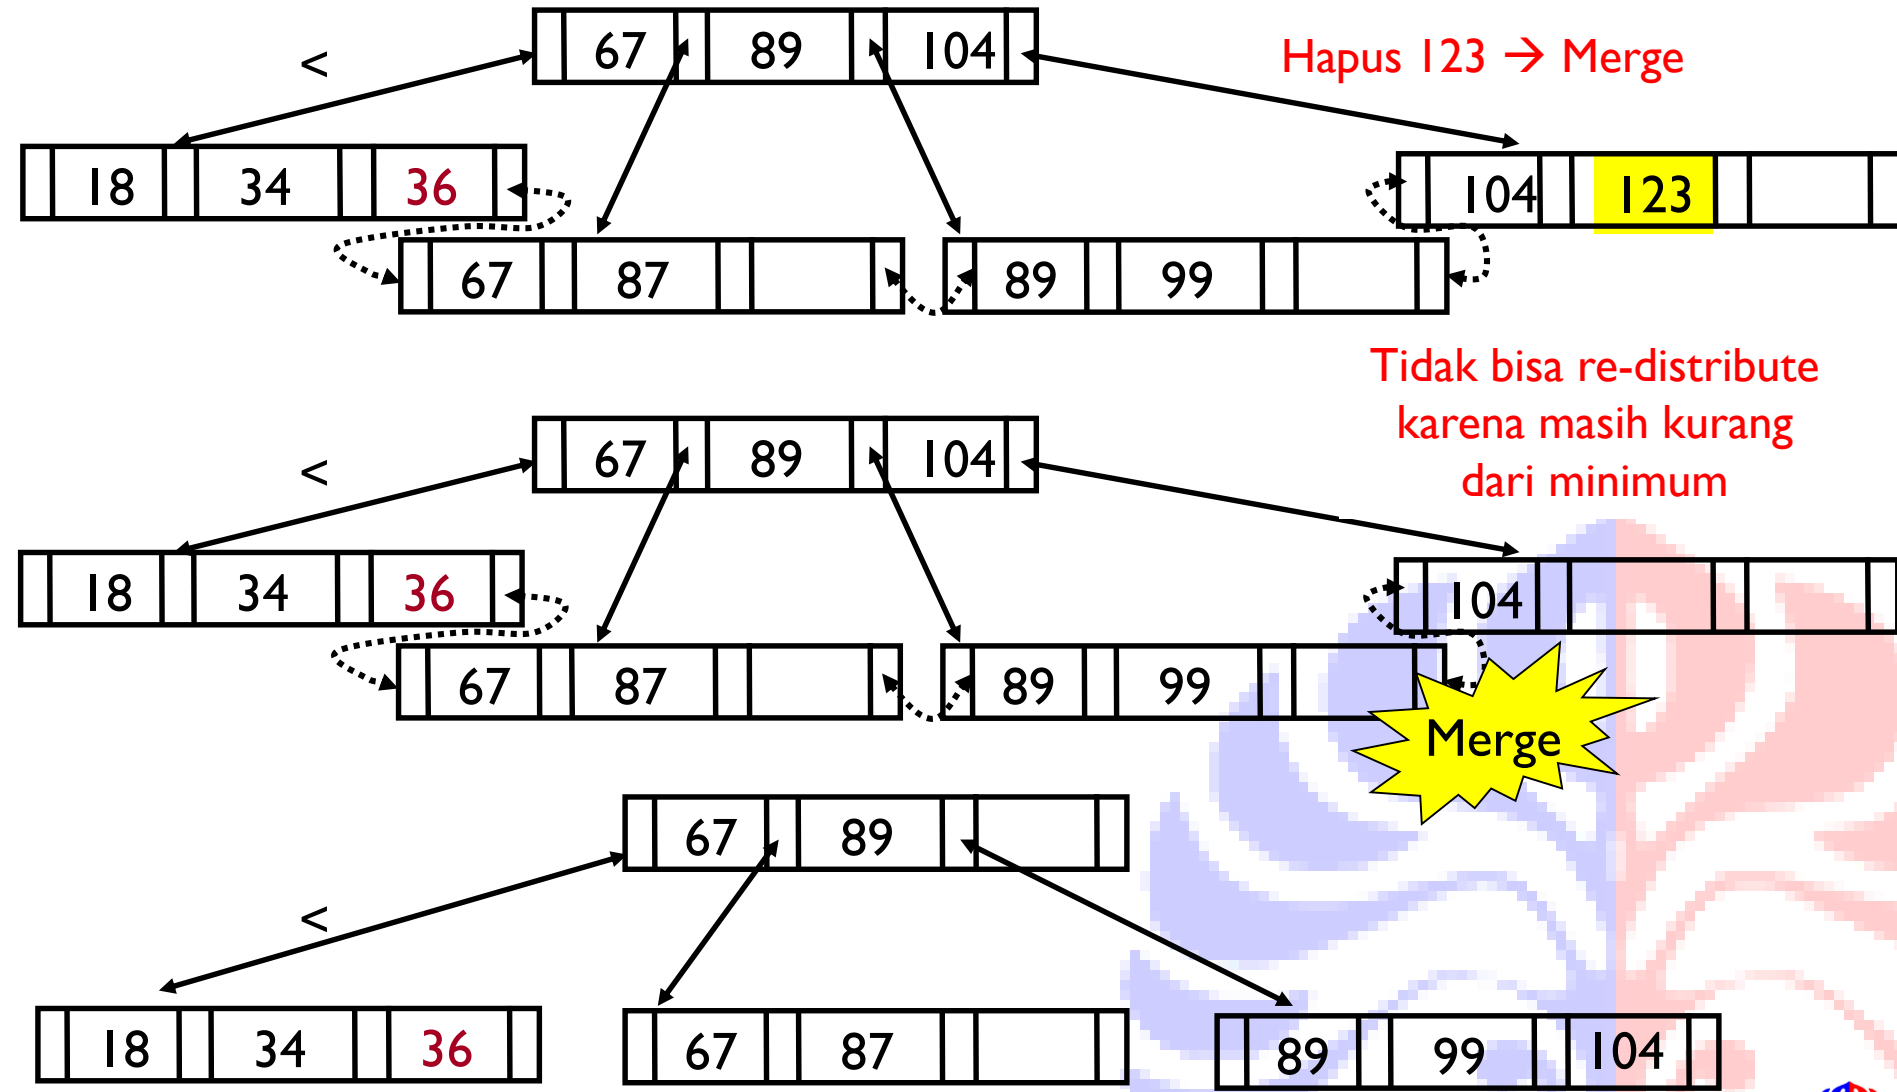 67 89 104
<
Hapus 123 → Merge
18 34 36
104 123
67 87
89 99
Tidak bisa re-distribute
karena masih kurang
dari minimum
67 89 104
<
18 34 36
104
67 87
89 99
Merge
67 89
<
18 34 36
67 87
89 99 104